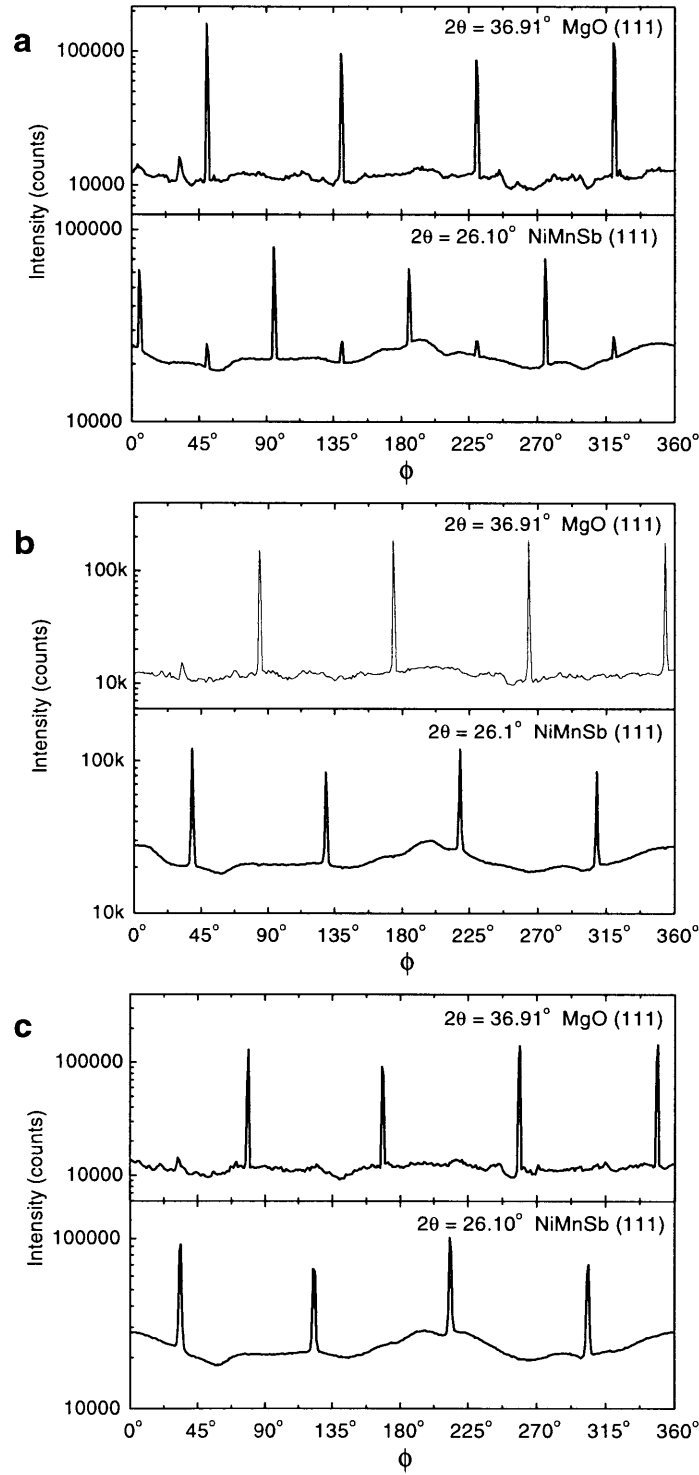 a
2θ = 36.91° MgO (111)
100000
10000
Intensity (counts)
2θ = 26.10° NiMnSb (111)
100000
10000
0° 45° 90° 135° 180° 225° 270° 315° 360°
ϕ
b
2θ = 36.91° MgO (111)
100k
10k
Intensity (counts)
2θ = 26.1° NiMnSb (111)
100k
10k
0° 45° 90° 135° 180° 225° 270° 315° 360°
ϕ
c
2θ = 36.91° MgO (111)
100000
10000
Intensity (counts)
2θ = 26.10° NiMnSb (111)
100000
10000
0° 45° 90° 135° 180° 225° 270° 315° 360°
ϕ